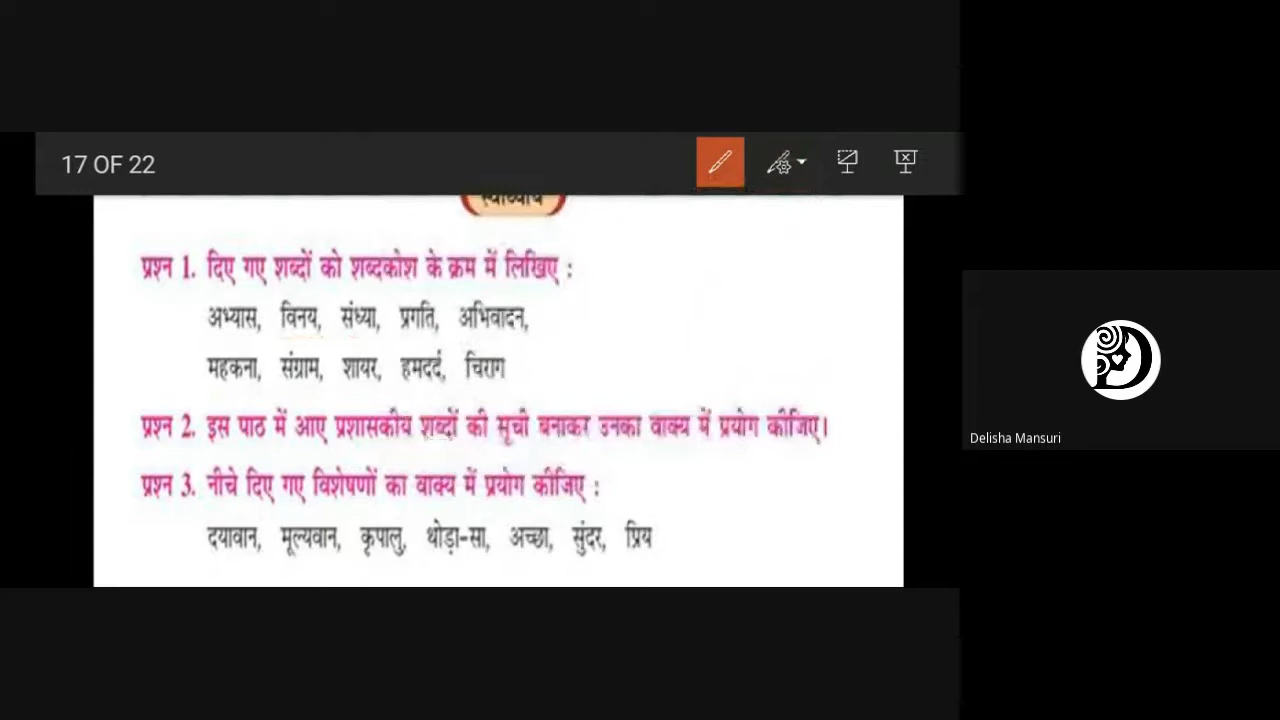 17 OF 22
स्वाध्याय
प्रश्न 1. दिए गए शब्दों को शब्दकोश के क्रम में लिखिए :
अभ्यास, विनय, संध्या, प्रगति, अभिवादन,
महकना, संग्राम, शायर, हमदर्द, चिराग
प्रश्न 2. इस पाठ में आए प्रशासकीय शब्दों की सूची बनाकर उनका वाक्य में प्रयोग कीजिए।
प्रश्न 3. नीचे दिए गए विशेषणों का वाक्य में प्रयोग कीजिए :
दयावान, मूल्यवान, कृपालु, थोड़ा-सा, अच्छा, सुंदर, प्रिय
Delisha Mansuri